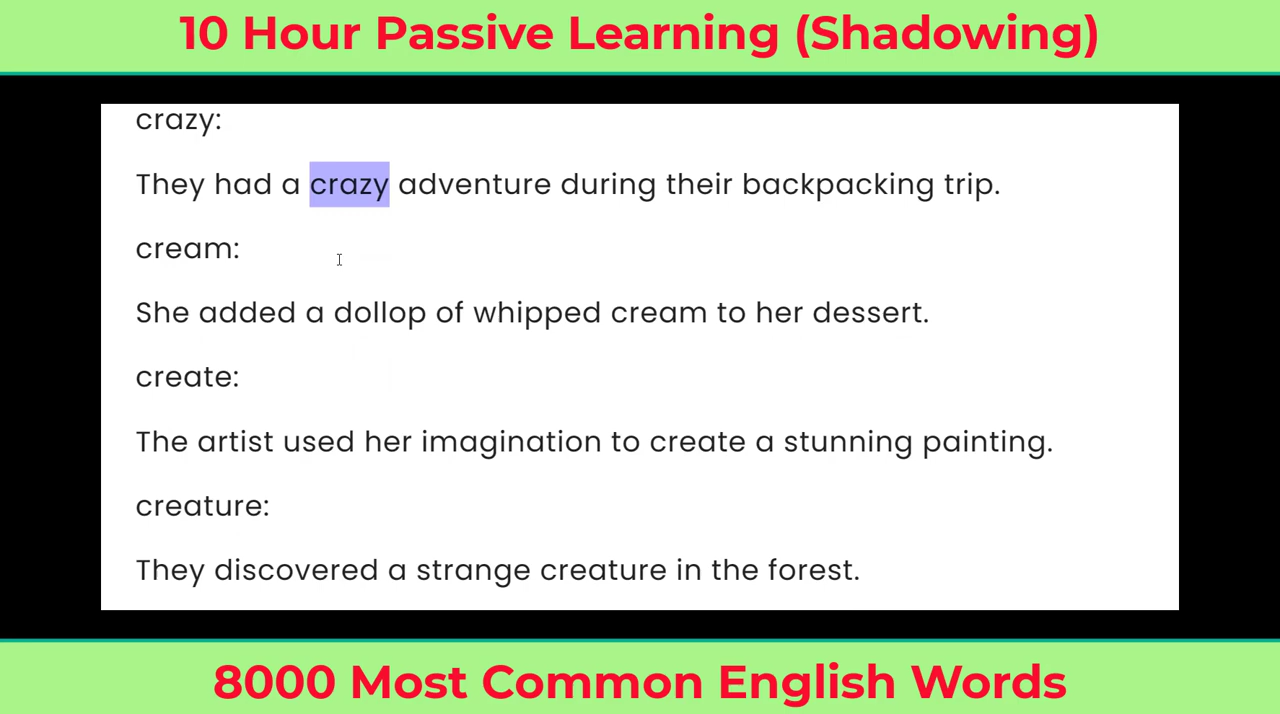 10 Hour Passive Learning (Shadowing)
crazy:
They had a crazy adventure during their backpacking trip.
cream:
She added a dollop of whipped cream to her dessert.
create:
The artist used her imagination to create a stunning painting.
creature:
They discovered a strange creature in the forest.
8000 Most Common English Words